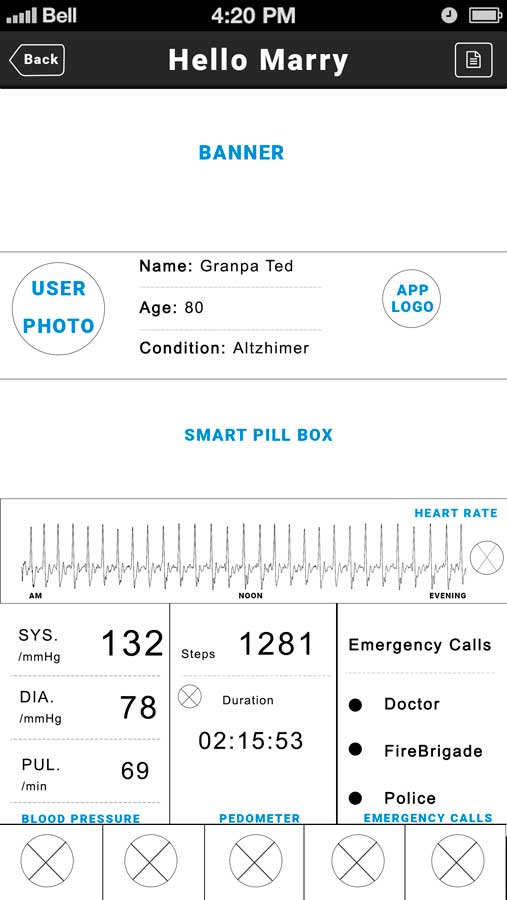 Bell
4:20 PM
Back
Hello Marry
BANNER
USER
PHOTO
Name: Granpa Ted
Age: 80
Condition: Altzhimer
APP
LOGO
SMART PILL BOX
HEART RATE
AM
NOON
EVENING
SYS.
/mmHg
132
DIA.
/mmHg
78
PUL.
/min
69
BLOOD PRESSURE
Steps
1281
Duration
02:15:53
PEDOMETER
Emergency Calls
Doctor
FireBrigade
Police
EMERGENCY CALLS